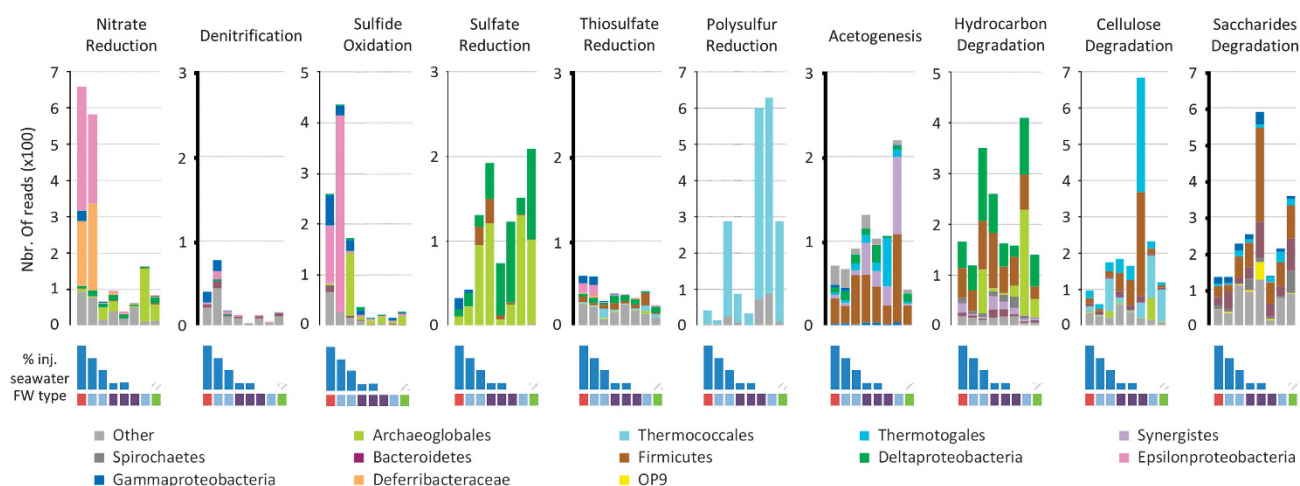 Nitrate
Reduction
Denitrification
Sulfide
Oxidation
Sulfate
Reduction
Thiosulfate
Reduction
Polysulfur
Reduction
Acetogenesis
Hydrocarbon
Degradation
Cellulose
Degradation
Saccharides
Degradation
Nbr. Of reads (x100)
7
6
5
4
3
2
1
0
3
2
1
0
5
4
3
2
1
0
3
2
1
0
3
2
1
0
7
6
5
4
3
2
1
0
3
2
1
0
5
4
3
2
1
0
7
6
5
4
3
2
1
0
7
6
5
4
3
2
1
0
% inj.
seawater
FW type
Other
Archaeoglobales
Thermococcales
Thermotogales
Synergistes
Spirochaetes
Bacteroidetes
Firmicutes
Deltaproteobacteria
Epsilonproteobacteria
Gammaproteobacteria
Deferribacteraceae
OP9